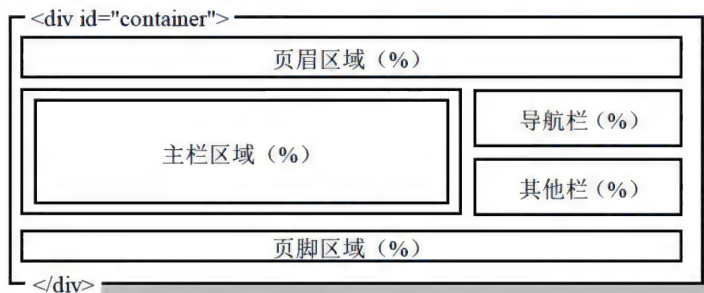 <div id="container">
页眉区域（%）
主栏区域（%）
导航栏（%）
其他栏（%）
页脚区域（%）
</div>